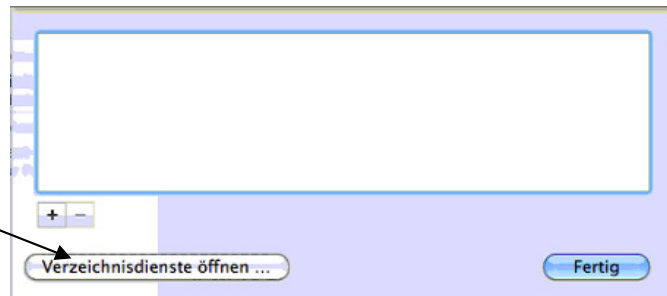 + −
Verzeichnisdienste öffnen ... Fertig